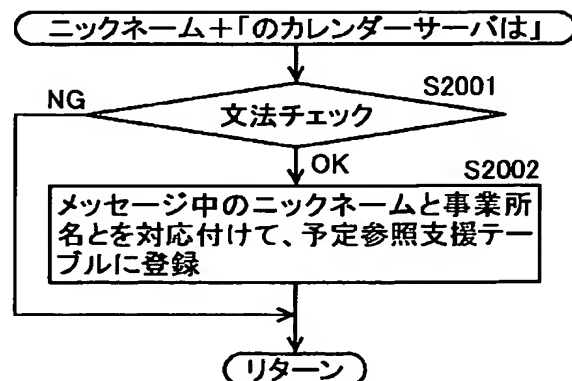 ニックネーム+「のカレンダーサーバは」
S2001
NG
文法チェック
OK
S2002
メッセージ中のニックネームと事業所
名とを対応付けて、予定参照支援テー
ブルに登録
リターン